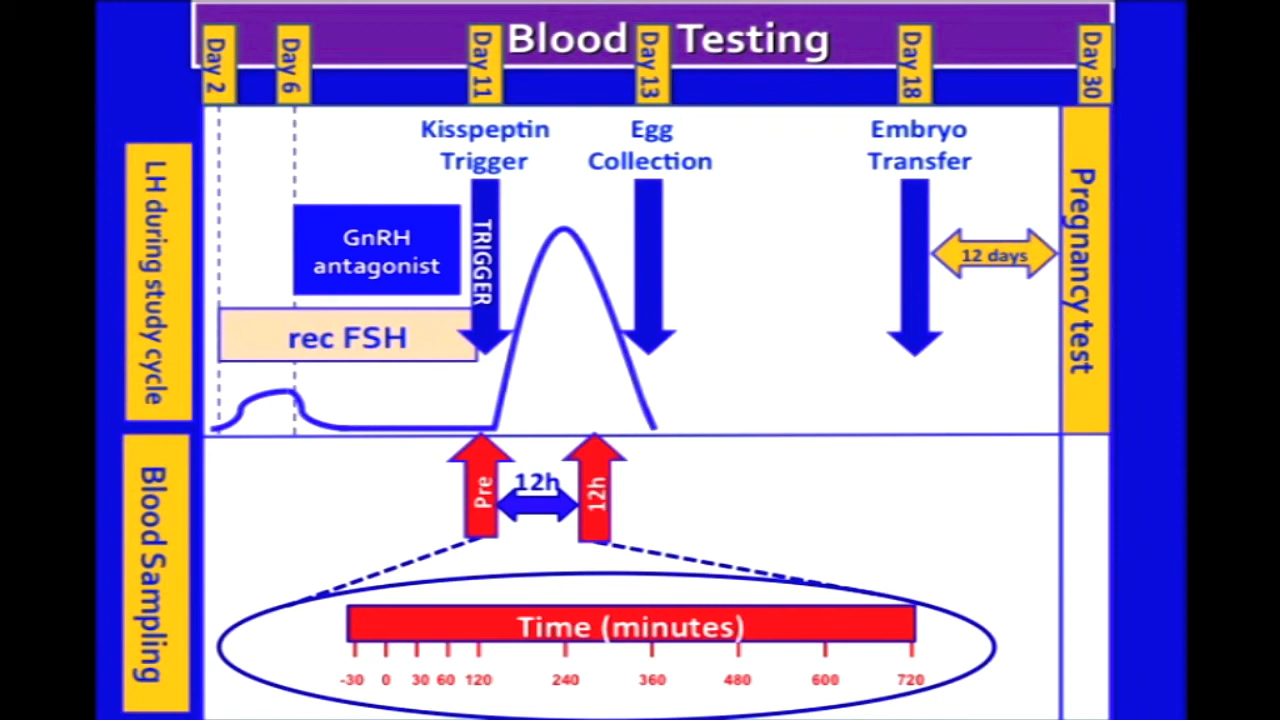 Blood Testing
Day 2
Day 6
Day 11
Day 13
Day 18
Day 30
Kisspeptin
Trigger
Egg
Collection
Embryo
Transfer
LH during study cycle
GnRH
antagonist
TRIGGER
12 days
Pregnancy test
rec FSH
Blood Sampling
Pre
12h
12h
Time (minutes)
-30 0 30 60 120 240 360 480 600 720